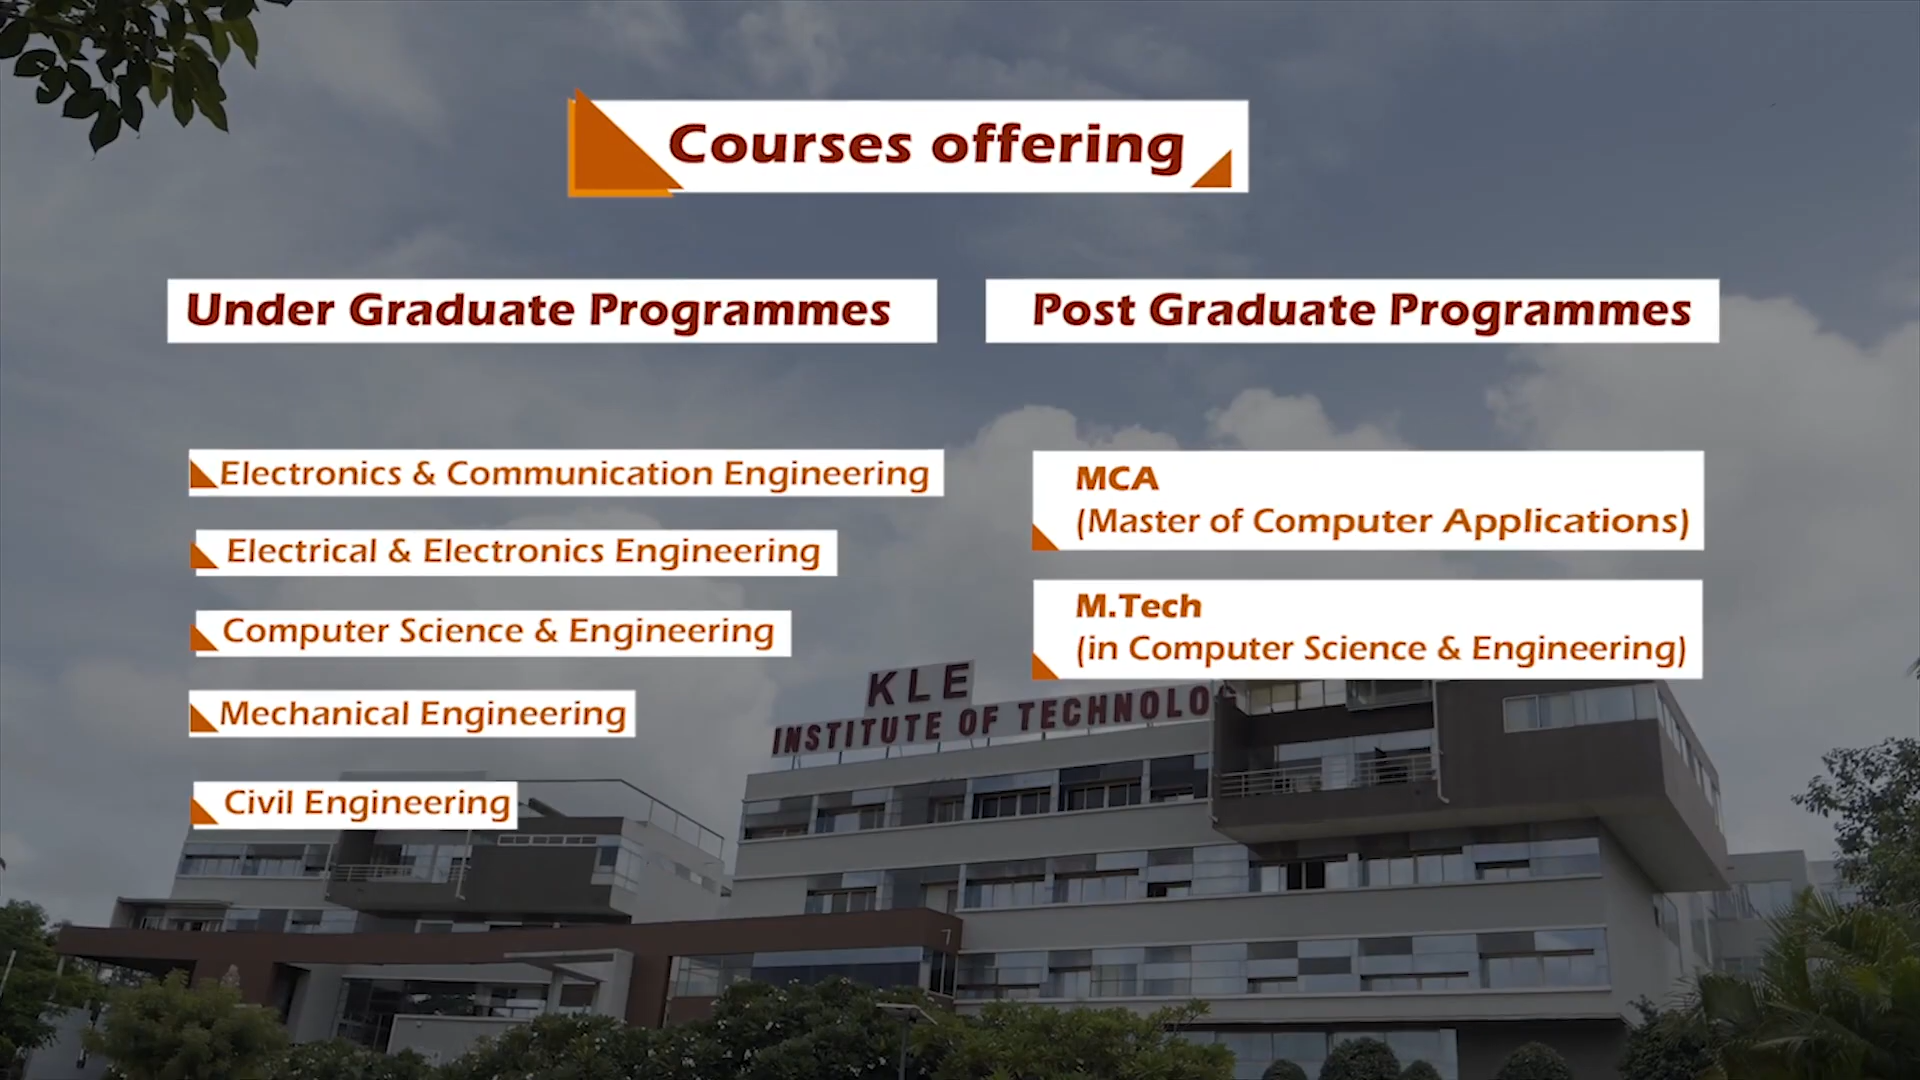 Courses offering
Under Graduate Programmes
Electronics & Communication Engineering
Electrical & Electronics Engineering
Computer Science & Engineering
Mechanical Engineering
Civil Engineering
Post Graduate Programmes
MCA
(Master of Computer Applications)
M.Tech
(in Computer Science & Engineering)
KLE
INSTITUTE OF TECHNOLO